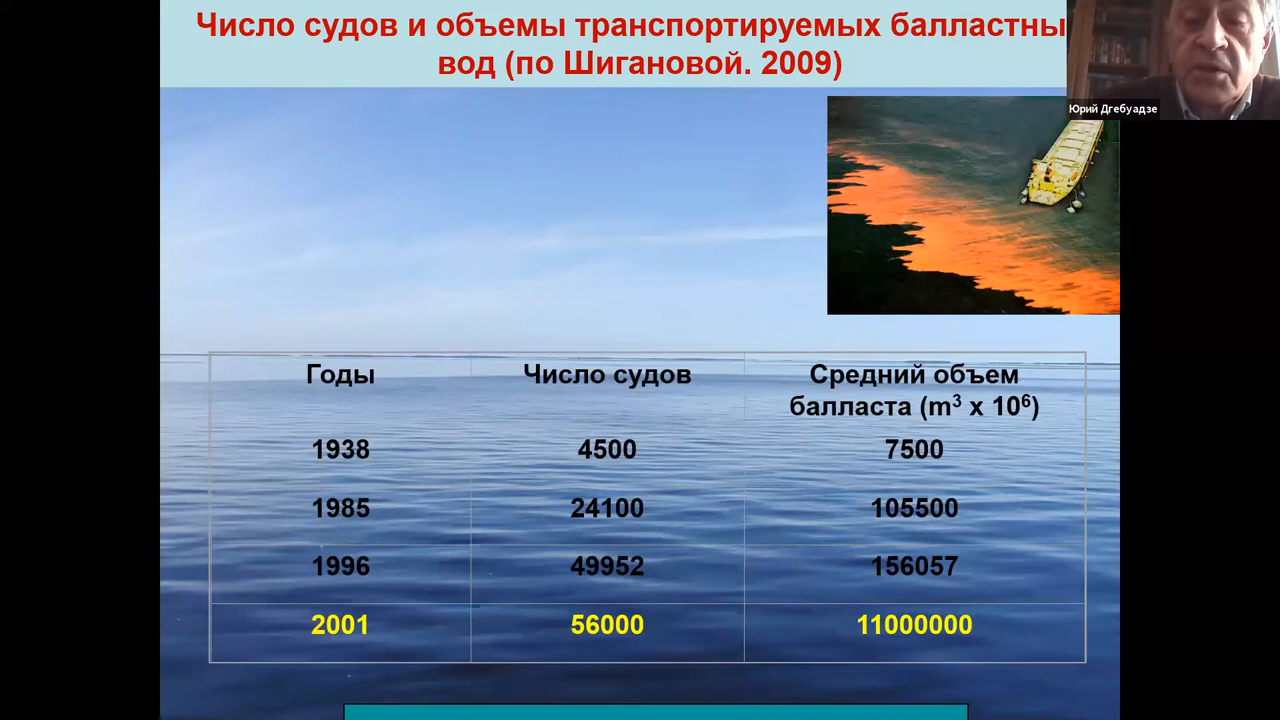 Число судов и объемы транспортируемых балластны
вод (по Шигановой. 2009)
Юрий Дгебуадзе
Годы Число судов Средний объем
балласта (m³ x 10⁶)
1938 4500 7500
1985 24100 105500
1996 49952 156057
2001 56000 11000000